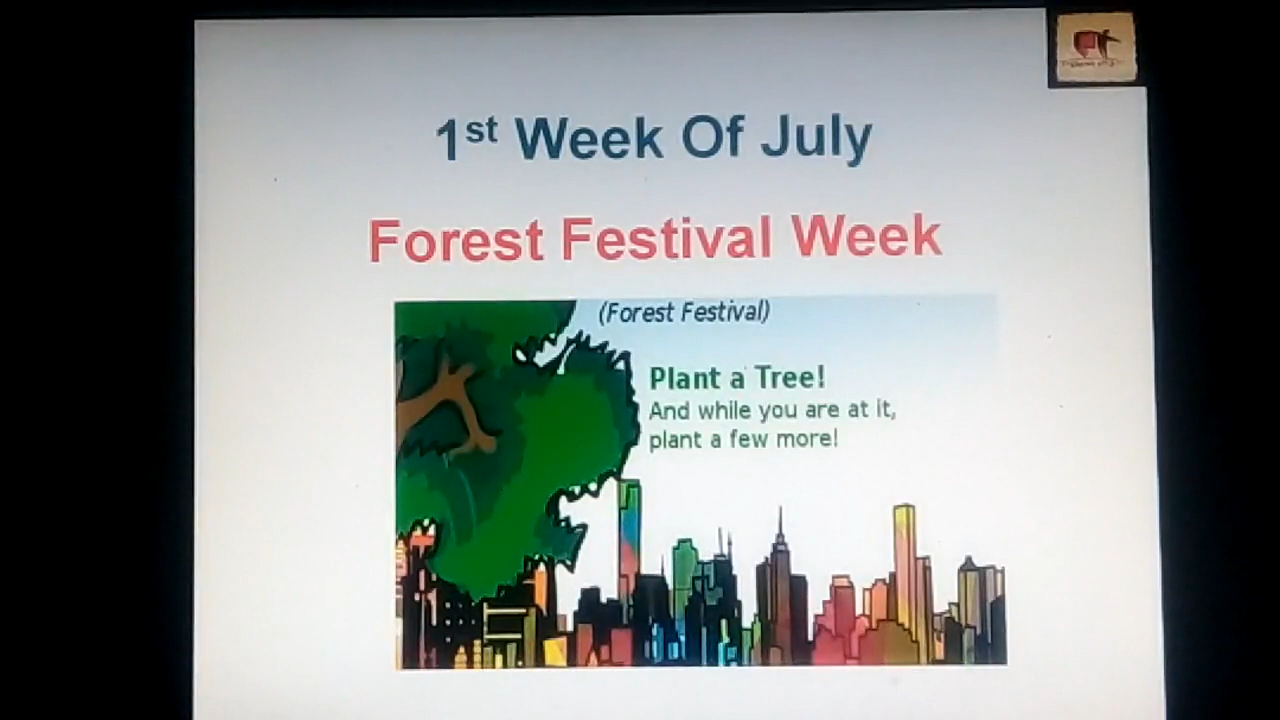 1st Week Of July
Forest Festival Week
(Forest Festival)
Plant a Tree!
And while you are at it,
plant a few more!